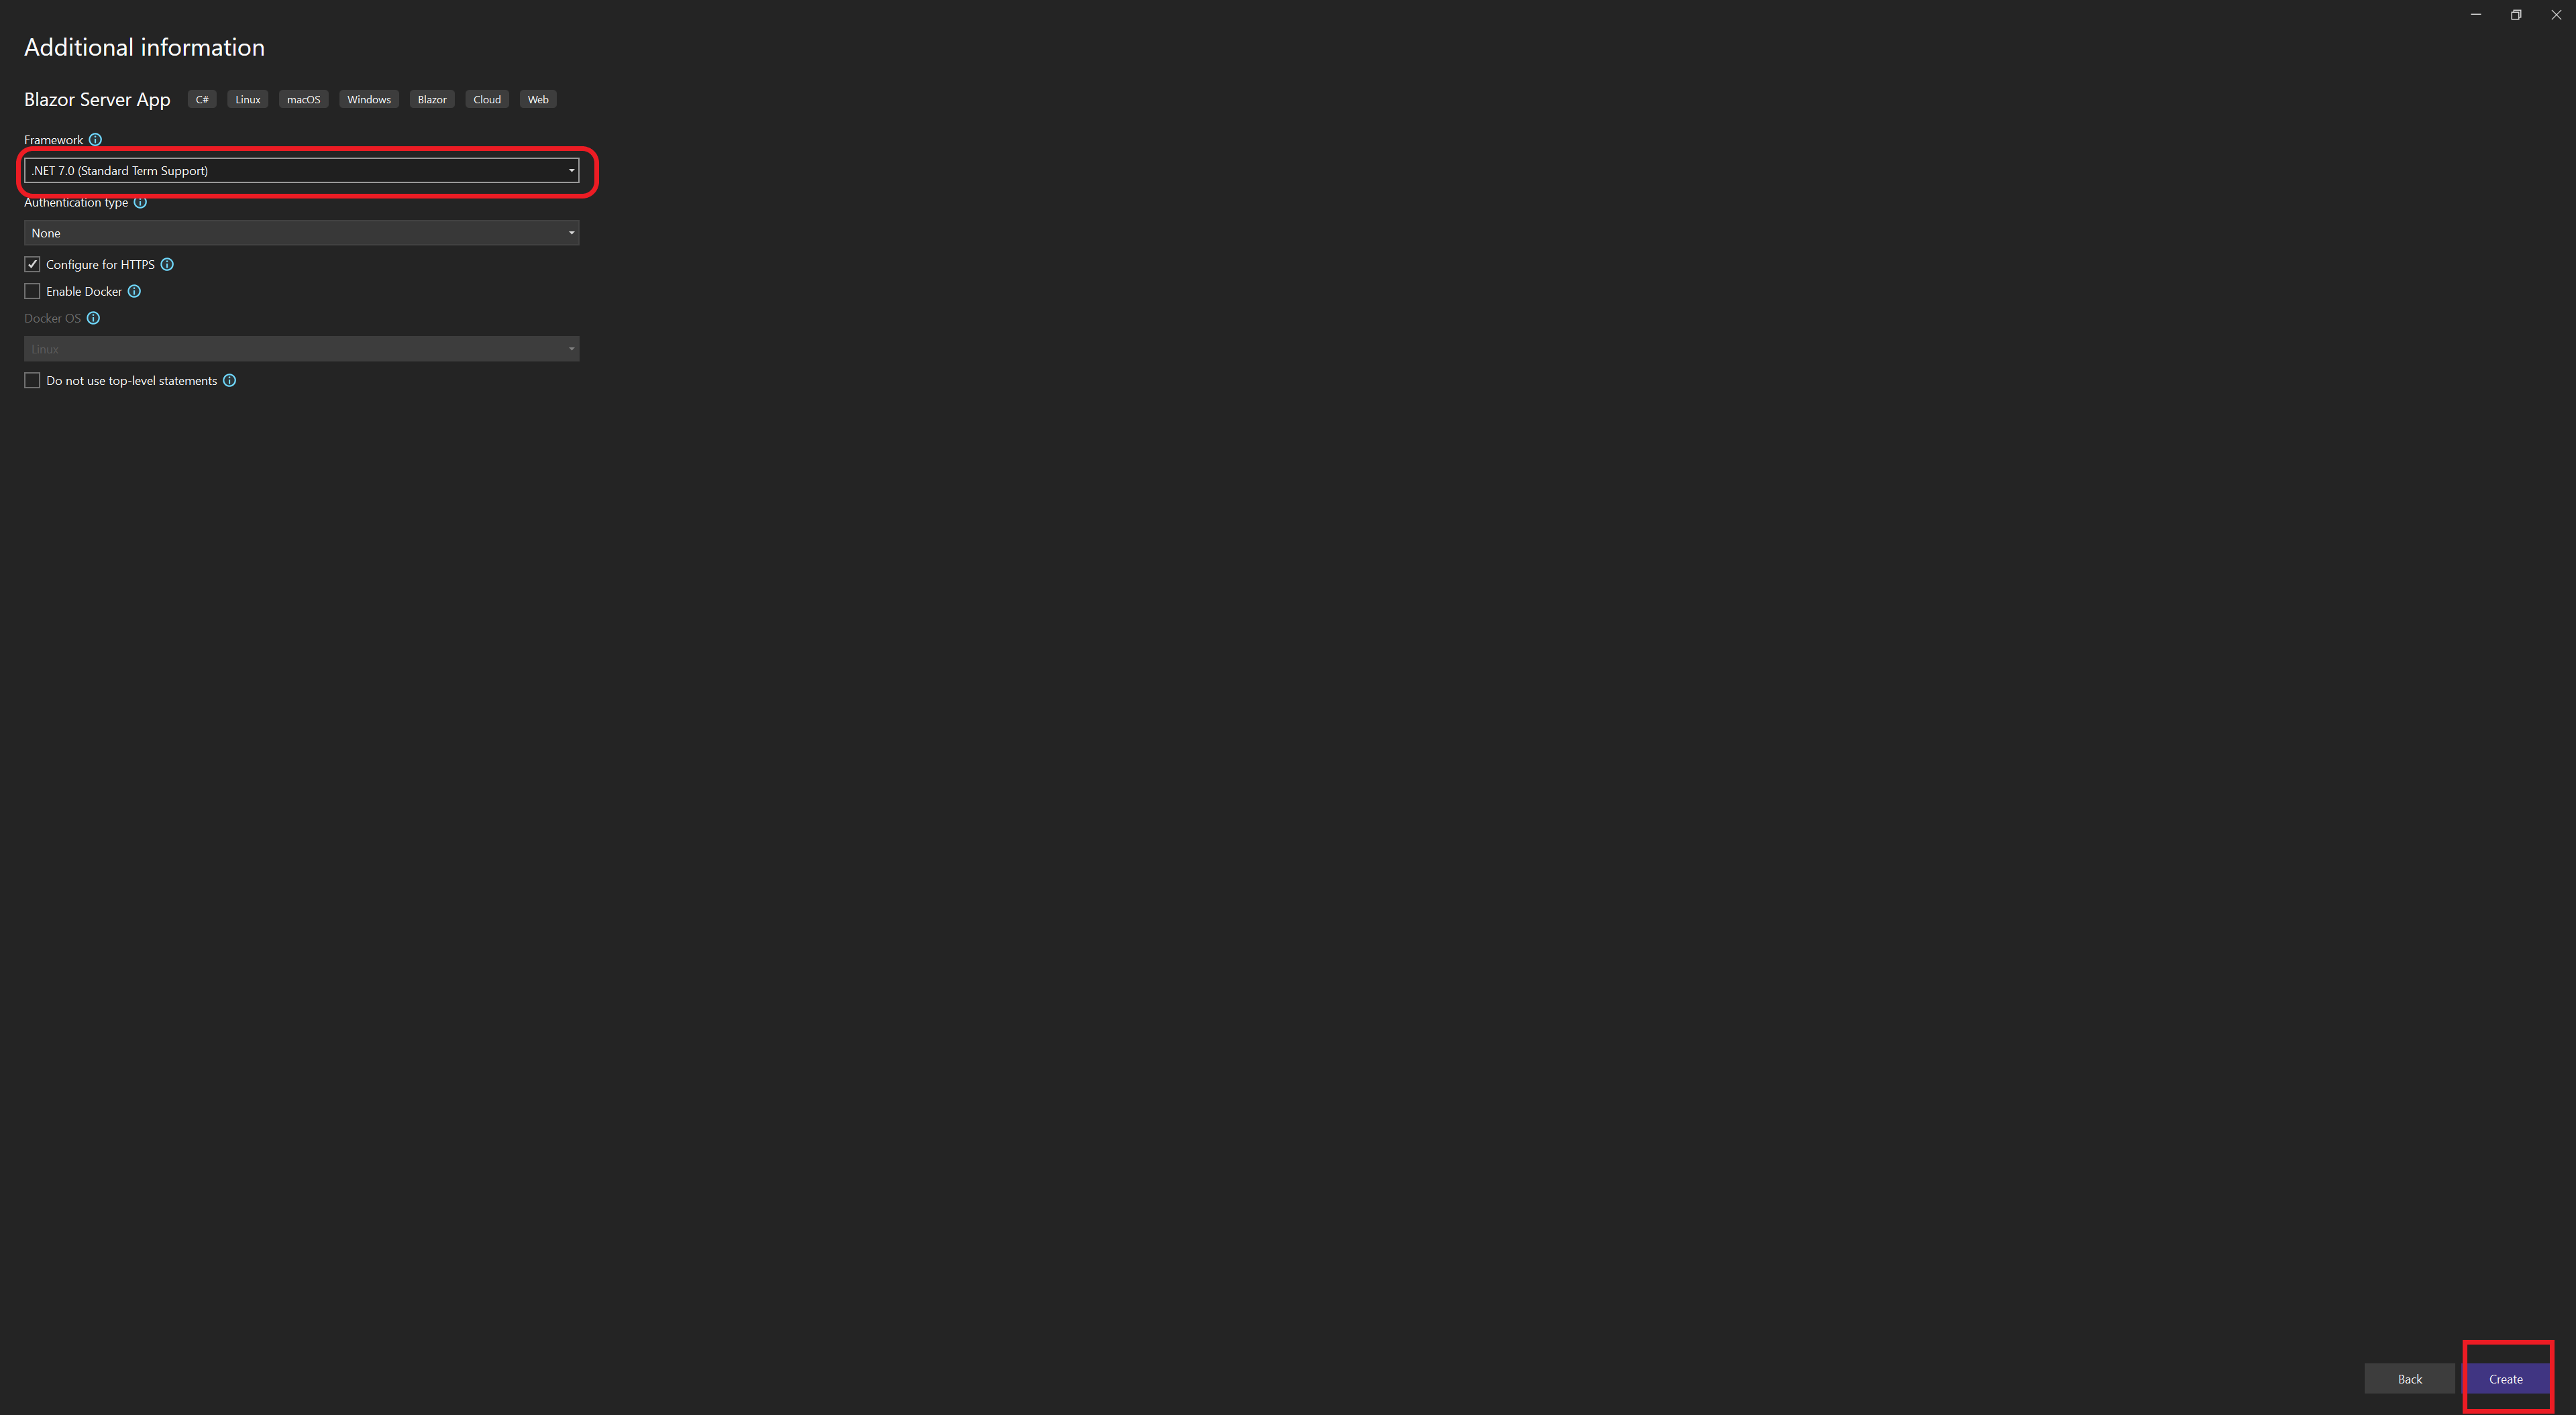 Additional information
Blazor Server App C# Linux macOS Windows Blazor Cloud Web
Framework
.NET 7.0 (Standard Term Support)
Authentication type
None
Configure for HTTPS
Enable Docker
Docker OS
Linux
Do not use top-level statements
Back Create